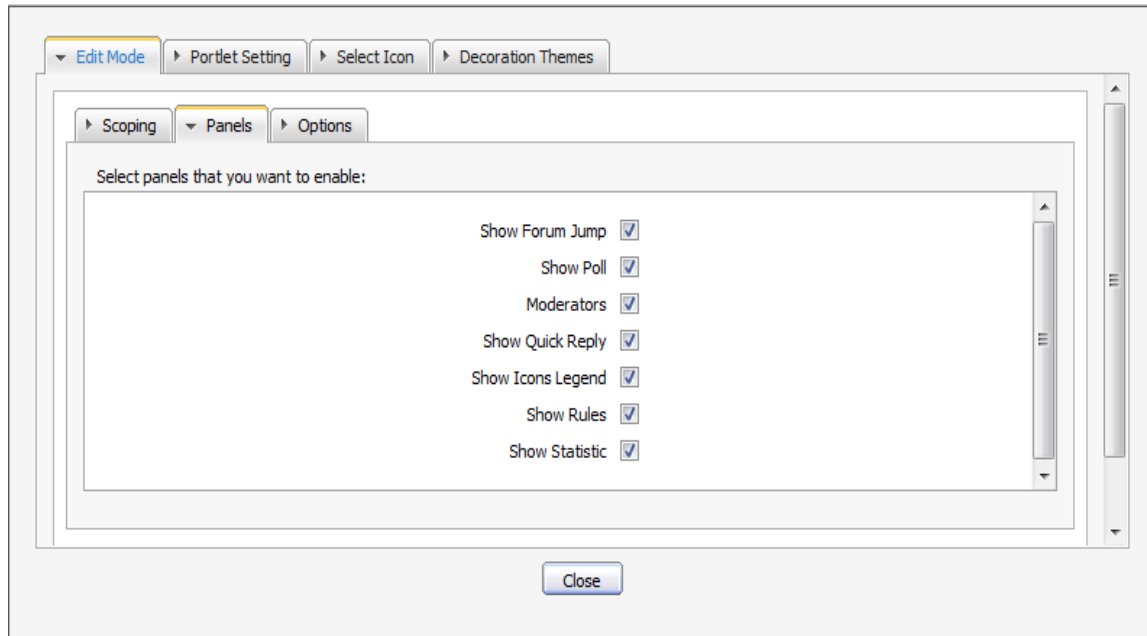 Edit Mode Portlet Setting Select Icon Decoration Themes
Scoping Panels Options
Select panels that you want to enable:
Show Forum Jump
Show Poll
Moderators
Show Quick Reply
Show Icons Legend
Show Rules
Show Statistic
Close